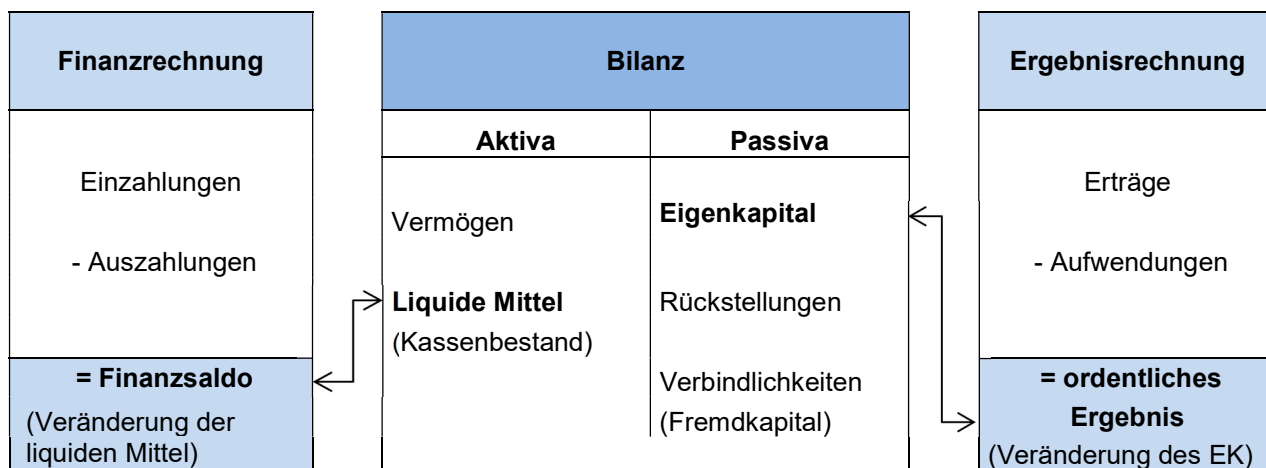 Finanzrechnung
Einzahlungen
- Auszahlungen
= Finanzsaldo
(Veränderung der
liquiden Mittel)
Bilanz
Aktiva
Passiva
Vermögen
Liquide Mittel
(Kassenbestand)
Eigenkapital
Rückstellungen
Verbindlichkeiten
(Fremdkapital)
Ergebnisrechnung
Erträge
- Aufwendungen
= ordentliches
Ergebnis
(Veränderung des EK)